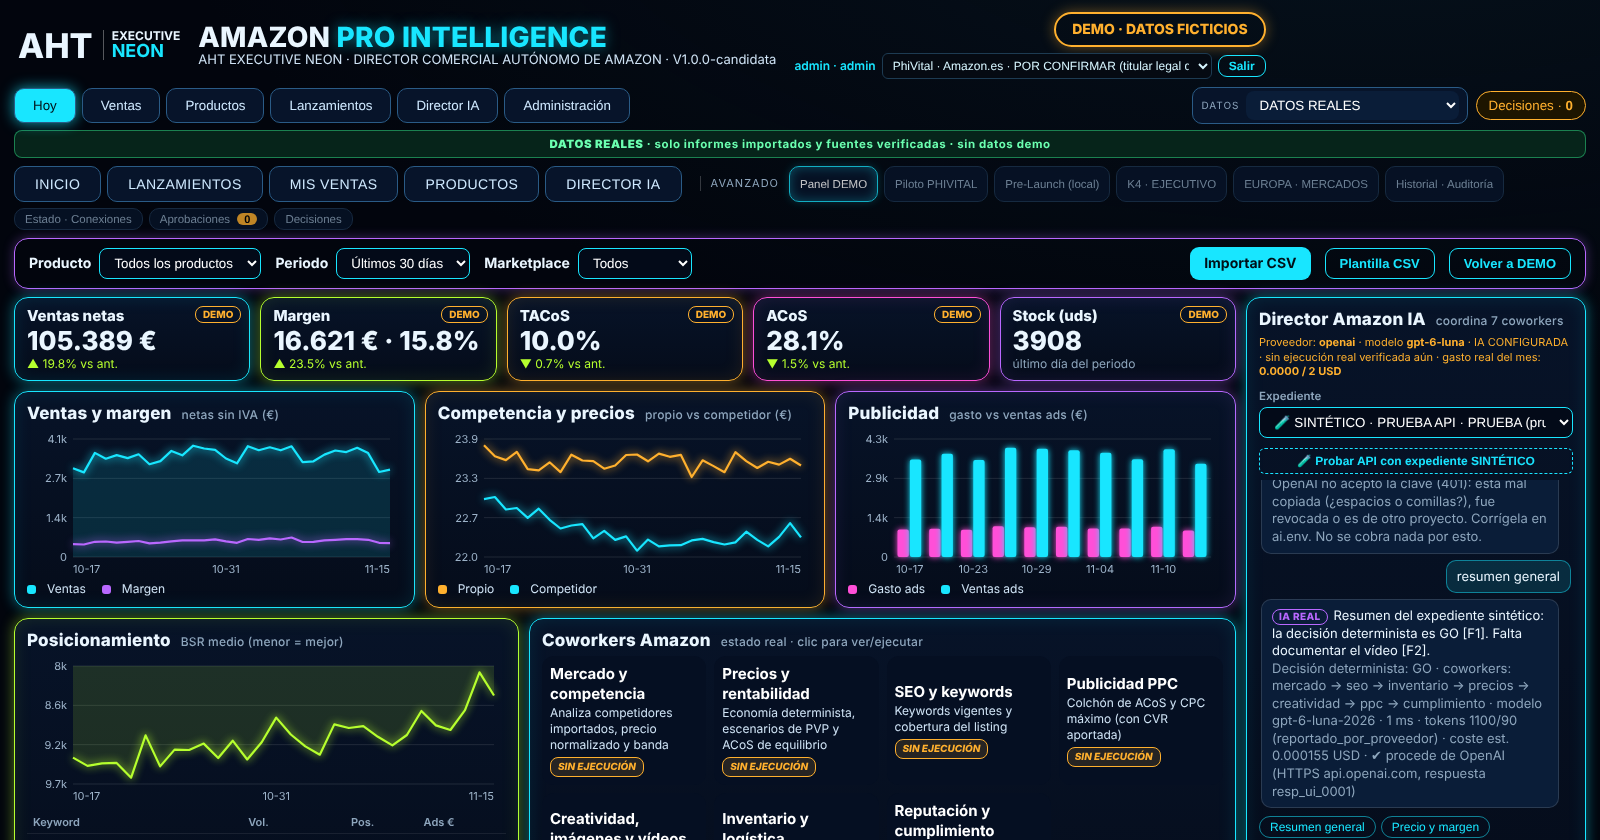 AHT EXECUTIVE NEON
AMAZON PRO INTELLIGENCE
AHT EXECUTIVE NEON · DIRECTOR COMERCIAL AUTÓNOMO DE AMAZON · V1.0.0-candidata
DEMO · DATOS FICTICIOS
admin · admin
PhiVital · Amazon.es · POR CONFIRMAR (titular legal d
Salir
Hoy
Ventas
Productos
Lanzamientos
Director IA
Administración
DATOS
DATOS REALES
Decisiones · 0
DATOS REALES · solo informes importados y fuentes verificadas · sin datos demo
INICIO
LANZAMIENTOS
MIS VENTAS
PRODUCTOS
DIRECTOR IA
AVANZADO
Panel DEMO
Piloto PHIVITAL
Pre-Launch (local)
K4 · EJECUTIVO
EUROPA · MERCADOS
Historial · Auditoría
Estado · Conexiones
Aprobaciones 0
Decisiones
Producto
Todos los productos
Periodo
Últimos 30 días
Marketplace
Todos
Importar CSV
Plantilla CSV
Volver a DEMO
Ventas netas
DEMO
105.389 €
▲ 19.8% vs ant.
Margen
DEMO
16.621 € · 15.8%
▲ 23.5% vs ant.
TACoS
DEMO
10.0%
▼ 0.7% vs ant.
ACoS
DEMO
28.1%
▼ 1.5% vs ant.
Stock (uds)
DEMO
3908
último día del periodo
Ventas y margen netas sin IVA (€)
4.1k
2.7k
1.4k
0
10-17
10-31
11-15
Ventas
Margen
Competencia y precios propio vs competidor (€)
23.9
23.3
22.7
22.0
10-17
10-31
11-15
Propio
Competidor
Publicidad gasto vs ventas ads (€)
4.3k
2.9k
1.4k
0
10-17
10-23
10-29
11-04
11-10
Gasto ads
Ventas ads
Posicionamiento BSR medio (menor = mejor)
8k
8.6k
9.2k
9.7k
10-17
10-31
11-15
Keyword
Vol.
Pos.
Ads €
Coworkers Amazon estado real · clic para ver/ejecutar
Mercado y
competencia
Analiza competidores
importados, precio
normalizado y banda
SIN EJECUCIÓN
Precios y
rentabilidad
Economía determinista,
escenarios de PVP y
ACoS de equilibrio
SIN EJECUCIÓN
SEO y keywords
Keywords vigentes y
cobertura del listing
SIN EJECUCIÓN
Publicidad PPC
Colchón de ACoS y CPC
máximo (con CVR
aportada)
SIN EJECUCIÓN
Creatividad,
imágenes y vídeos
Inventario y
logística
Reputación y
cumplimiento
Director Amazon IA coordina 7 coworkers
Proveedor: openai · modelo gpt-6-luna · IA CONFIGURADA
· sin ejecución real verificada aún · gasto real del mes:
0.0000 / 2 USD
Expediente
SINTÉTICO · PRUEBA API · PRUEBA (pru
Probar API con expediente SINTÉTICO
OpenAI no aceptó la clave (401): está mal
copiada (¿espacios o comillas?), fue
revocada o es de otro proyecto. Corrígela en
ai.env. No se cobra nada por esto.
resumen general
IA REAL Resumen del expediente sintético:
la decisión determinista es GO [F1]. Falta
documentar el vídeo [F2].
Decisión determinista: GO · coworkers:
mercado → seo → inventario → precios →
creatividad → ppc → cumplimiento · modelo
gpt-6-luna-2026 · 1 ms · tokens 1100/90
(reportado_por_proveedor) · coste est.
0.000155 USD · ✔ procede de OpenAI
(HTTPS api.openai.com, respuesta
resp_ui_0001)
Resumen general
Precio y margen